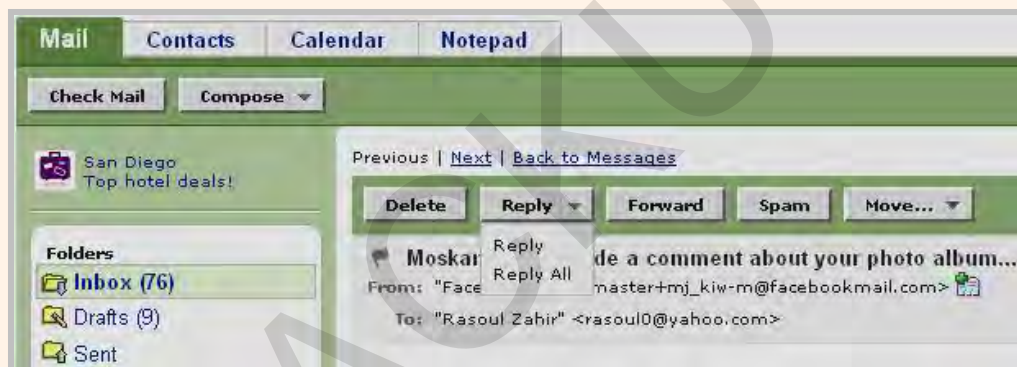 Mail Contacts Calendar Notepad
Check Mail Compose
San Diego
Top hotel deals!
Previous | Next | Back to Messages
Delete Reply Forward Spam Move...
Reply
Reply All
Folders
Inbox (76)
Drafts (9)
Sent
de a comment about your photo album...
From: "Face master+mj_kiw-m@facebookmail.com>
To: "Rasoul Zahir" <rasoul0@yahoo.com>